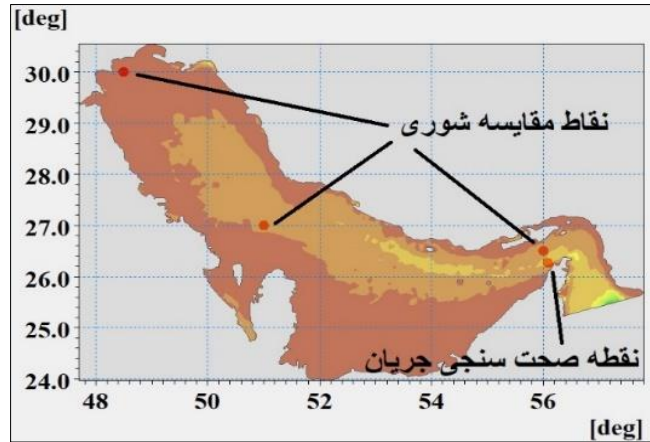 [deg]
30.0
29.0
نقاط مقایسه شوری
28.0
27.0
26.0
25.0
نقطه صحت سنجی جریان
24.0
48 50 52 54 56
[deg]